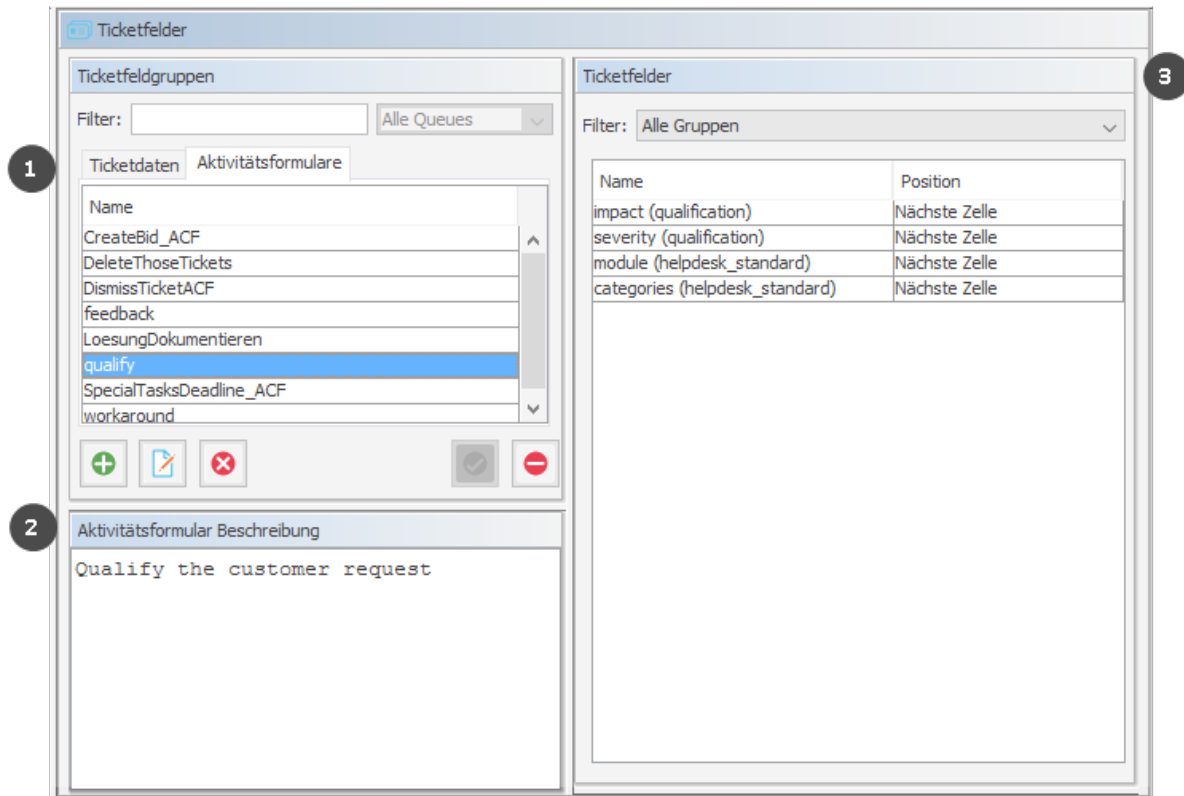 Ticketfelder
Ticketfeldgruppen
Filter: Alle Queues
1
Ticketdaten Aktivitätsformulare
Name
CreateBid_ACF
DeleteThoseTickets
DismissTicketACF
feedback
LoesungDokumentieren
qualify
SpecialTasksDeadline_ACF
workaround
2
Aktivitätsformular Beschreibung
Qualify the customer request
Ticketfelder
3
Filter: Alle Gruppen
Name Position
impact (qualification) Nächste Zelle
severity (qualification) Nächste Zelle
module (helpdesk_standard) Nächste Zelle
categories (helpdesk_standard) Nächste Zelle